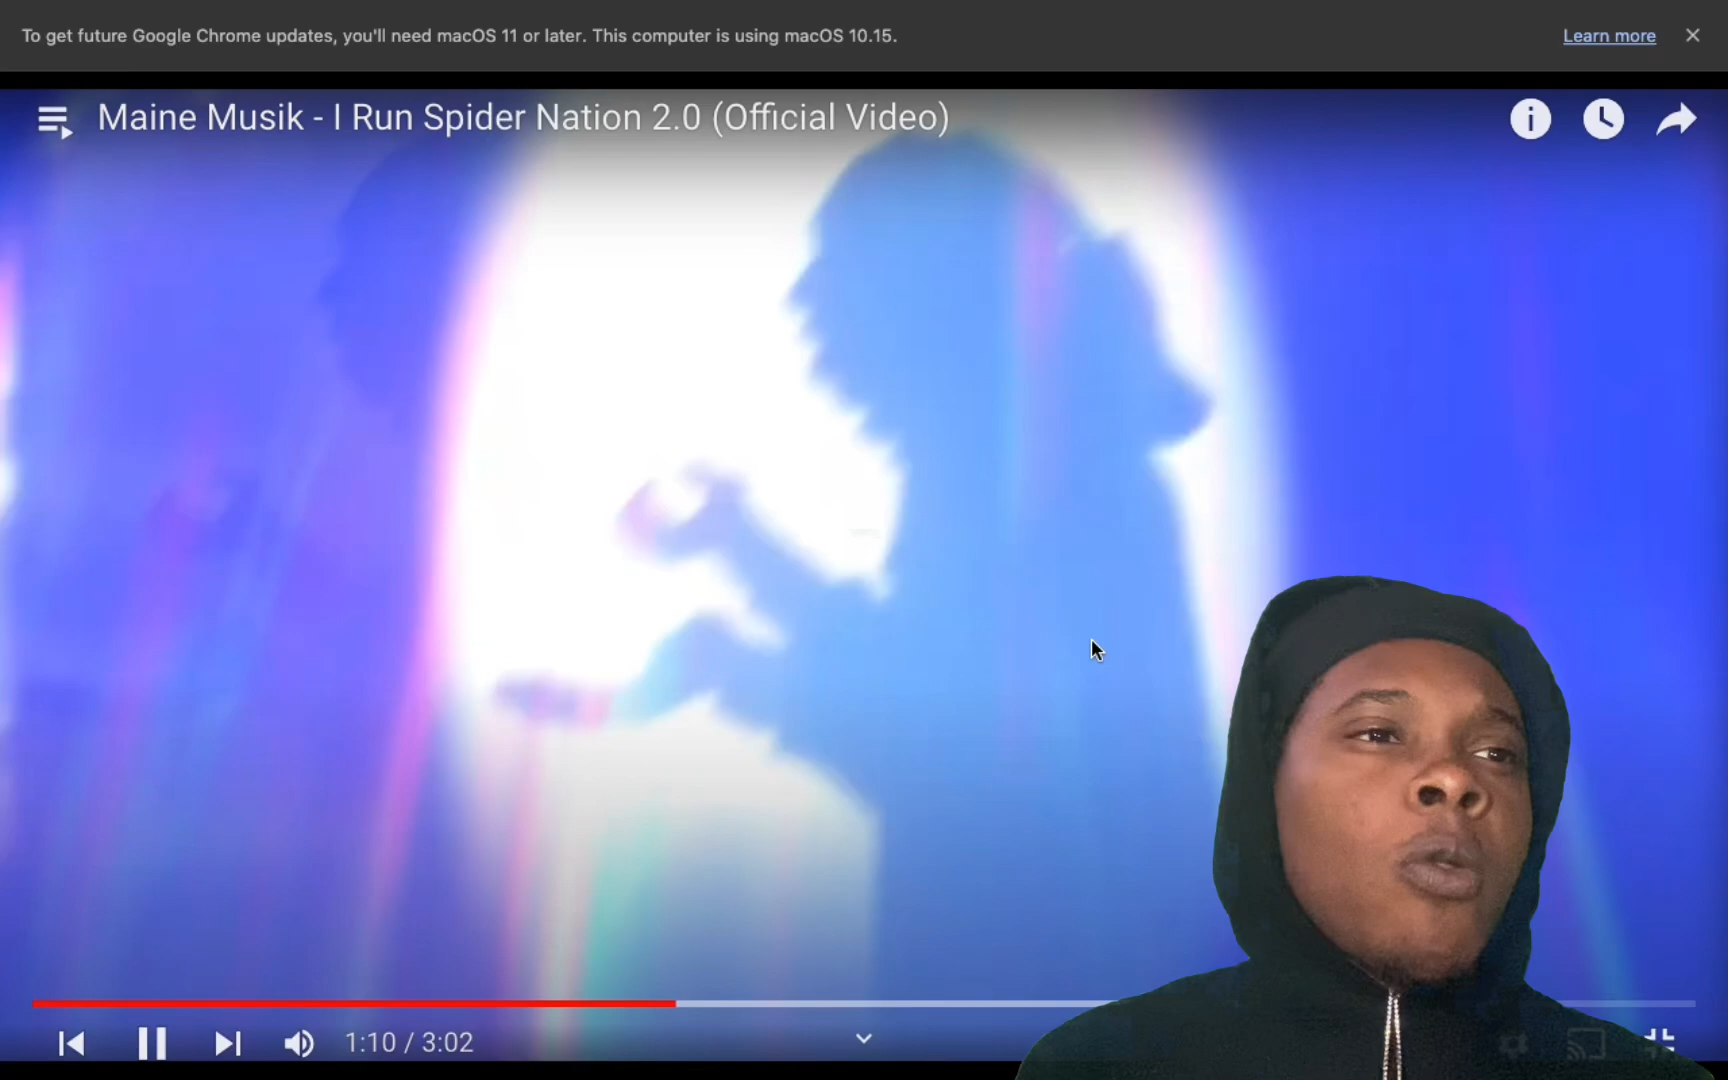 To get future Google Chrome updates, you'll need macOS 11 or later. This computer is using macOS 10.15.
Learn more
Maine Musik - I Run Spider Nation 2.0 (Official Video)
1:10 / 3:02